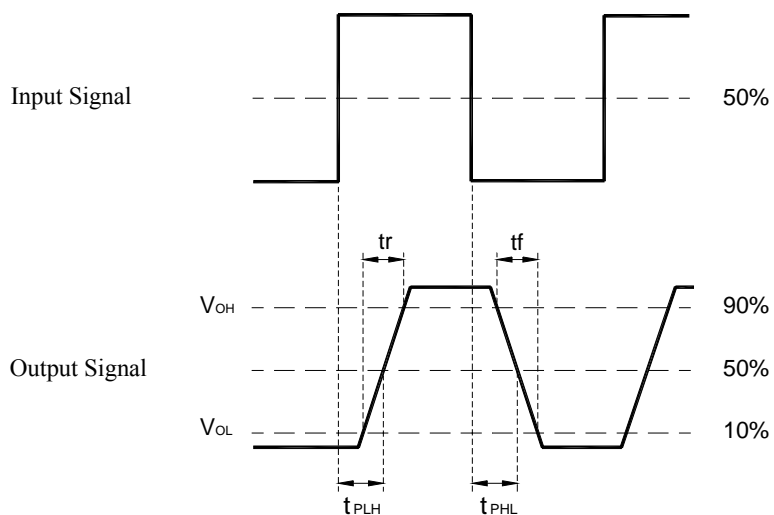 Input Signal
50%
tr
tf
VOH
90%
Output Signal
50%
VOL
10%
tPLH
tPHL